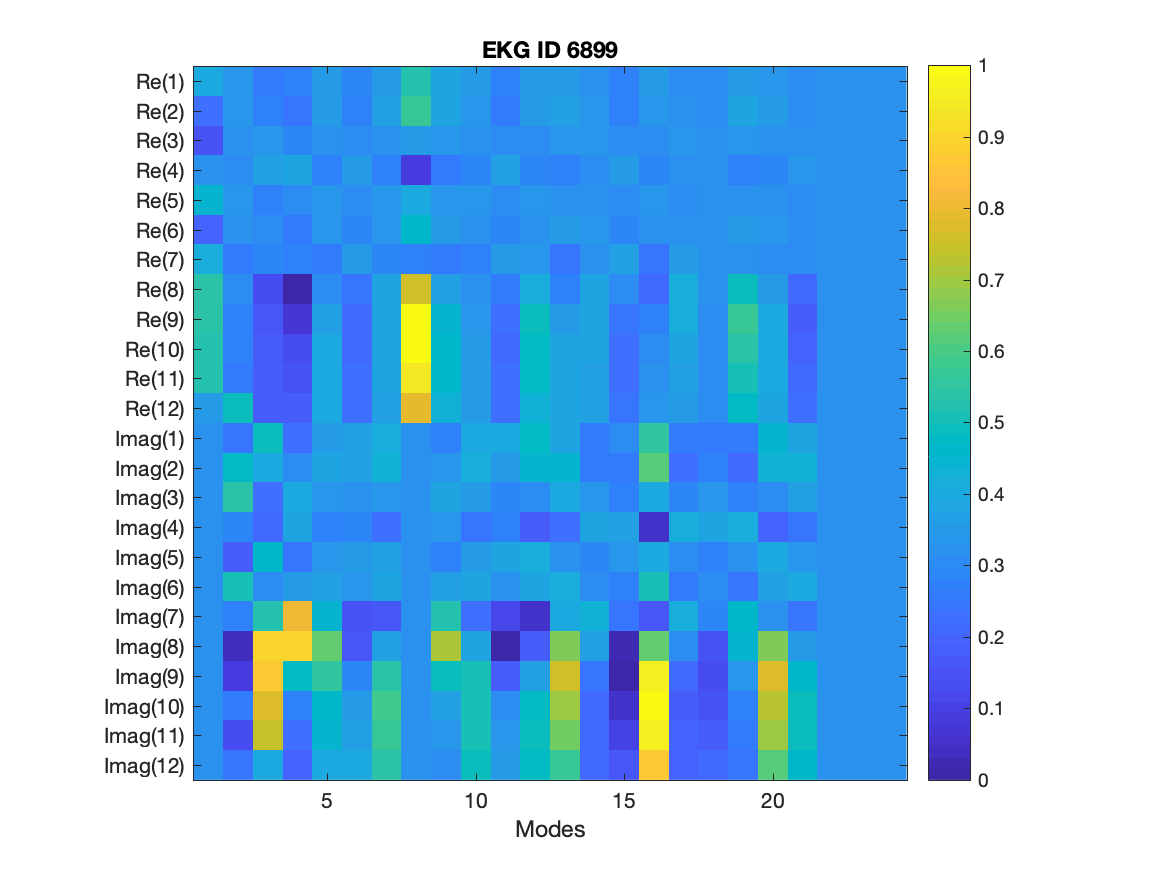 EKG ID 6899
Re(1)
Re(2)
Re(3)
Re(4)
Re(5)
Re(6)
Re(7)
Re(8)
Re(9)
Re(10)
Re(11)
Re(12)
Imag(1)
Imag(2)
Imag(3)
Imag(4)
Imag(5)
Imag(6)
Imag(7)
Imag(8)
Imag(9)
Imag(10)
Imag(11)
Imag(12)
5 10 15 20
Modes
1
0.9
0.8
0.7
0.6
0.5
0.4
0.3
0.2
0.1
0